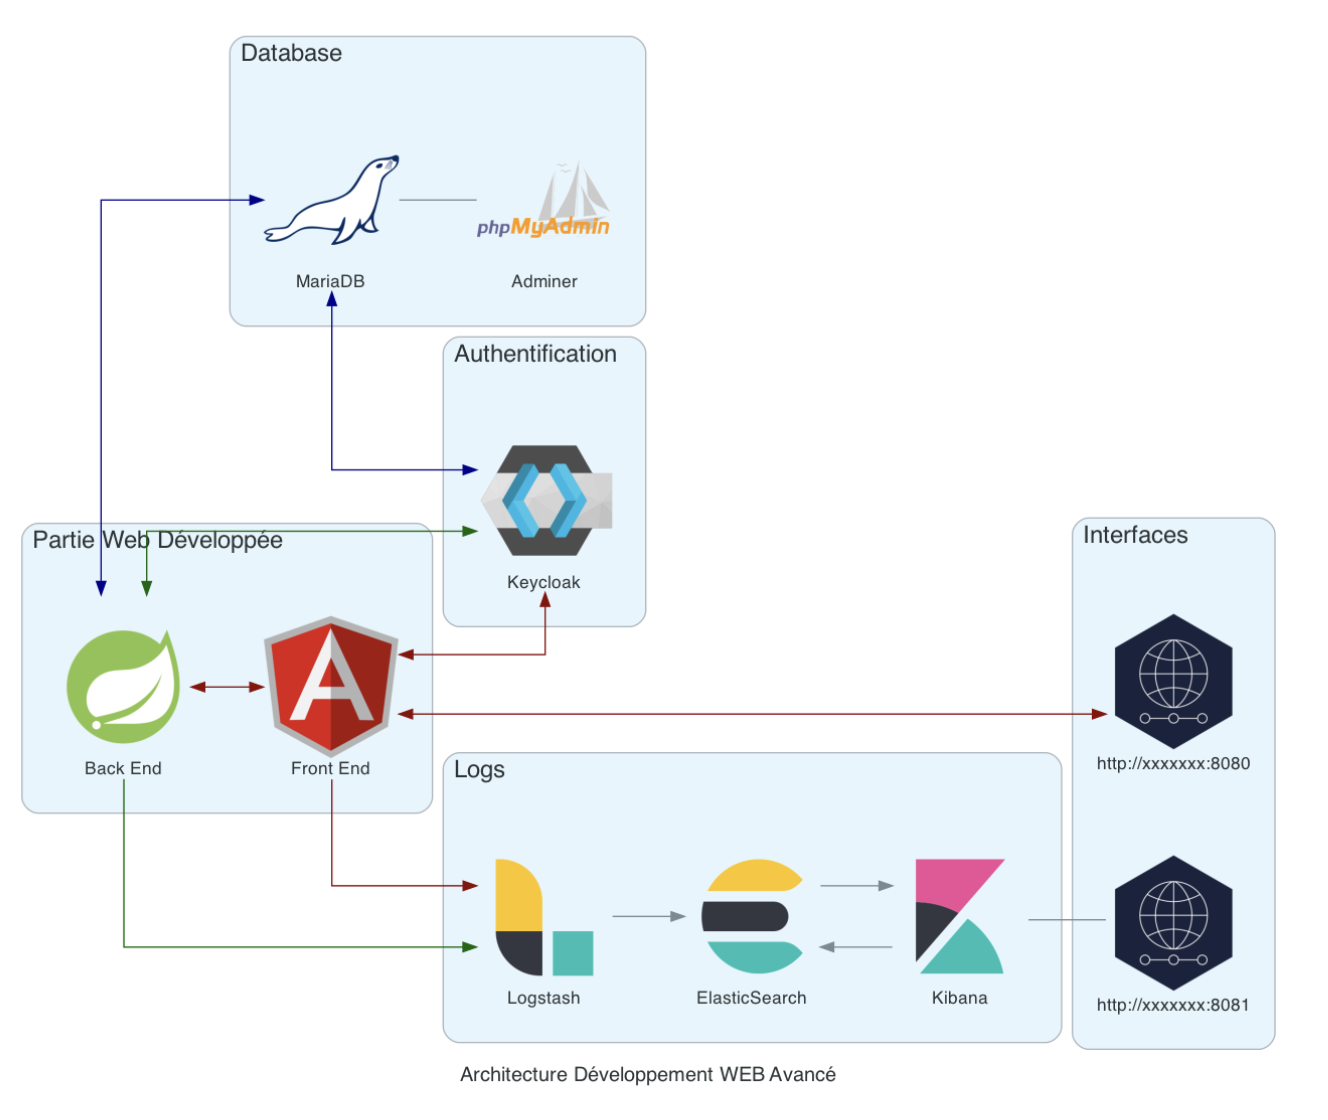 Database
phpMyAdmin
MariaDB
Adminer
Authentification
Keycloak
Partie Web Développée
Back End
Front End
Interfaces
http://xxxxxxx:8080
Logs
Logstash
ElasticSearch
Kibana
http://xxxxxxx:8081
Architecture Développement WEB Avancé